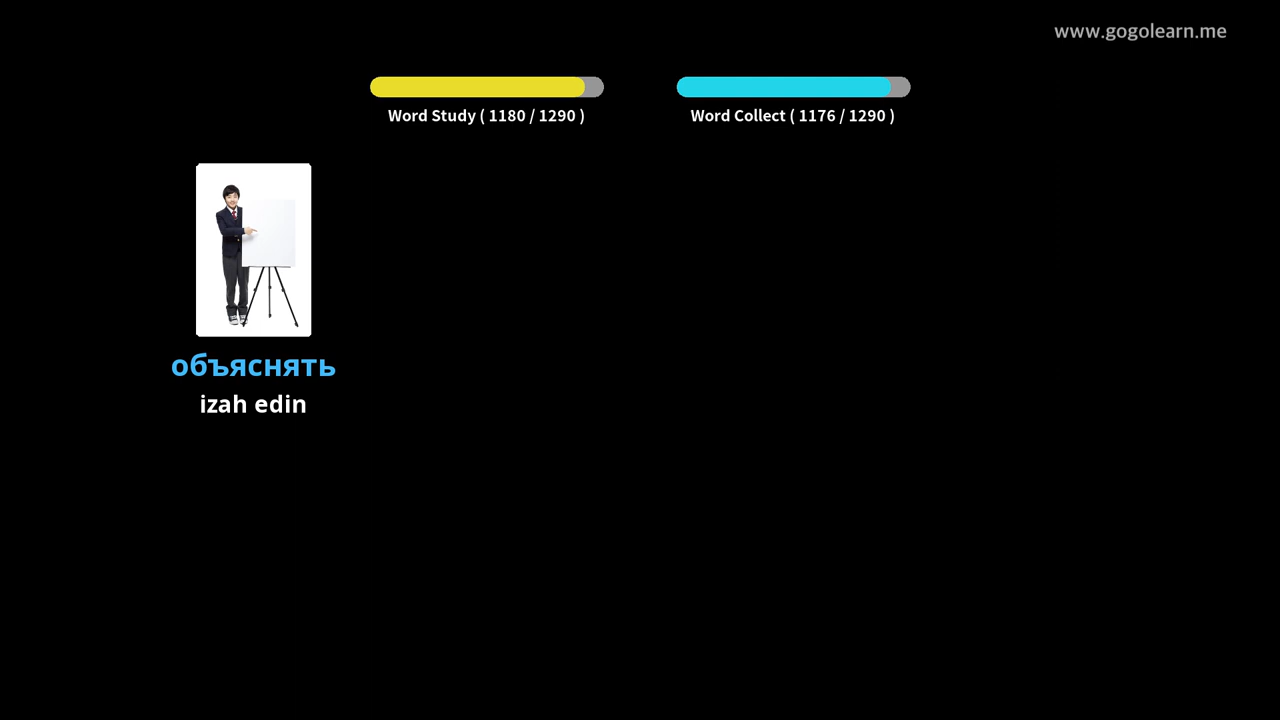 www.gogolearn.me
Word Study ( 1180 / 1290 )
Word Collect ( 1176 / 1290 )
объяснять
izah edin